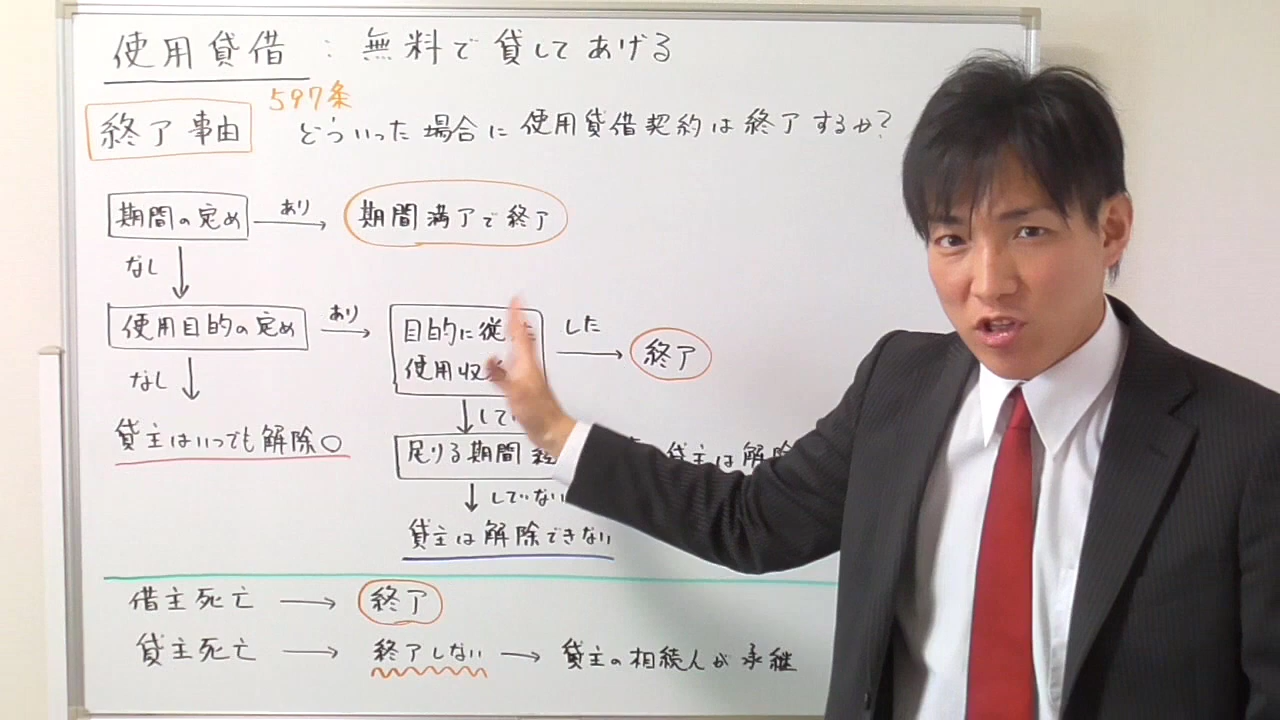 使用貸借 : 無料で貸してあげる
597条
終了事由 どういった場合に使用貸借契約は終了するか?
期間の定め あり → 期間満了で終了
なし ↓
使用目的の定め あり → 目的に従
使用収 した → 終了
なし ↓
貸主はいつでも解除○
↓ して
足りる期間 貸主は解除
↓ していない
貸主は解除できない
借主死亡 → 終了
貸主死亡 → 終了しない → 貸主の相続人が承継